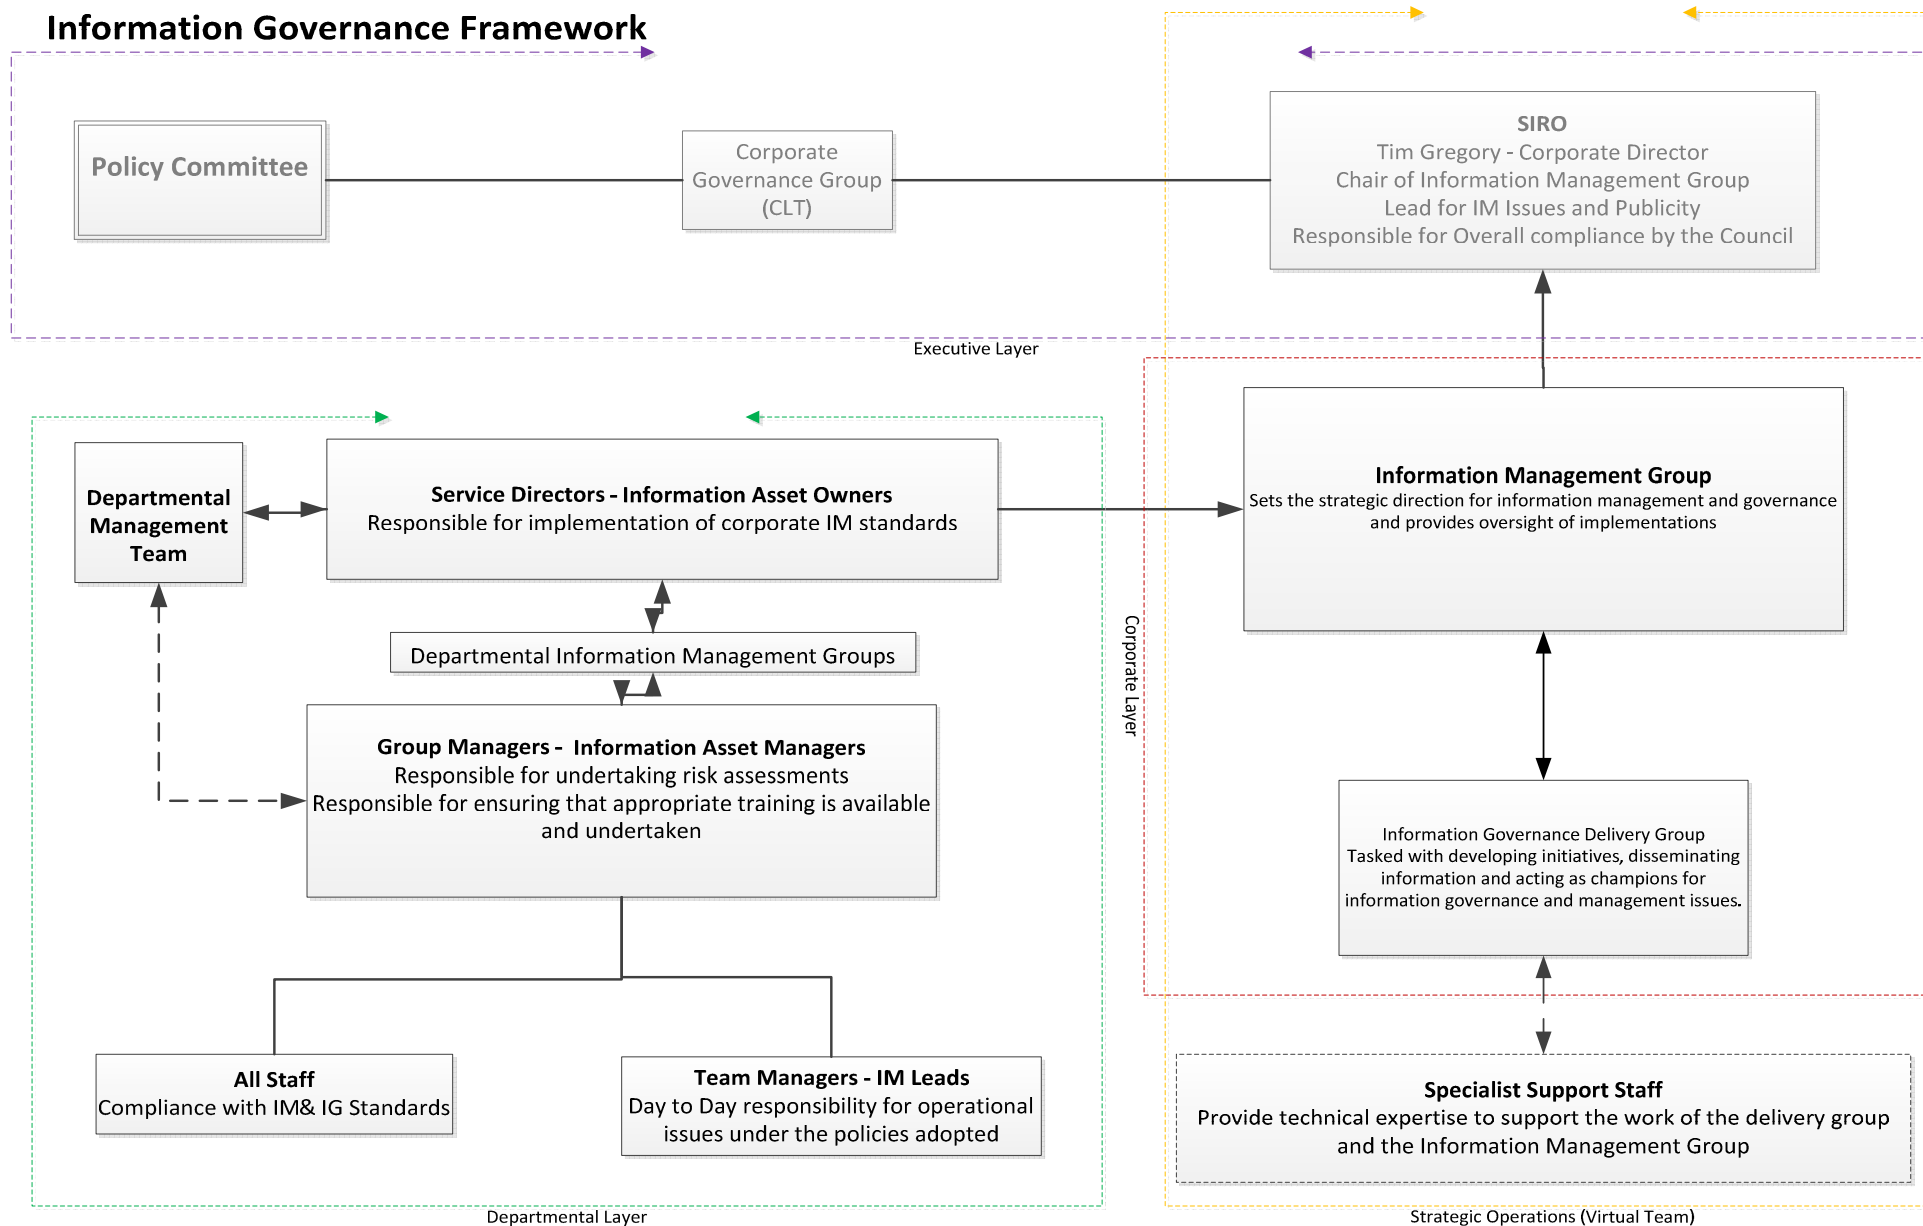 Information Governance Framework
Policy Committee
Corporate
Governance Group
(CLT)
SIRO
Tim Gregory - Corporate Director
Chair of Information Management Group
Lead for IM Issues and Publicity
Responsible for Overall compliance by the Council
Executive Layer
Departmental
Management
Team
Service Directors - Information Asset Owners
Responsible for implementation of corporate IM standards
Information Management Group
Sets the strategic direction for information management and governance
and provides oversight of implementations
Departmental Information Management Groups
Corporate Layer
Group Managers - Information Asset Managers
Responsible for undertaking risk assessments
Responsible for ensuring that appropriate training is available
and undertaken
Information Governance Delivery Group
Tasked with developing initiatives, disseminating
information and acting as champions for
information governance and management issues.
All Staff
Compliance with IM& IG Standards
Team Managers - IM Leads
Day to Day responsibility for operational
issues under the policies adopted
Specialist Support Staff
Provide technical expertise to support the work of the delivery group
and the Information Management Group
Departmental Layer
Strategic Operations (Virtual Team)